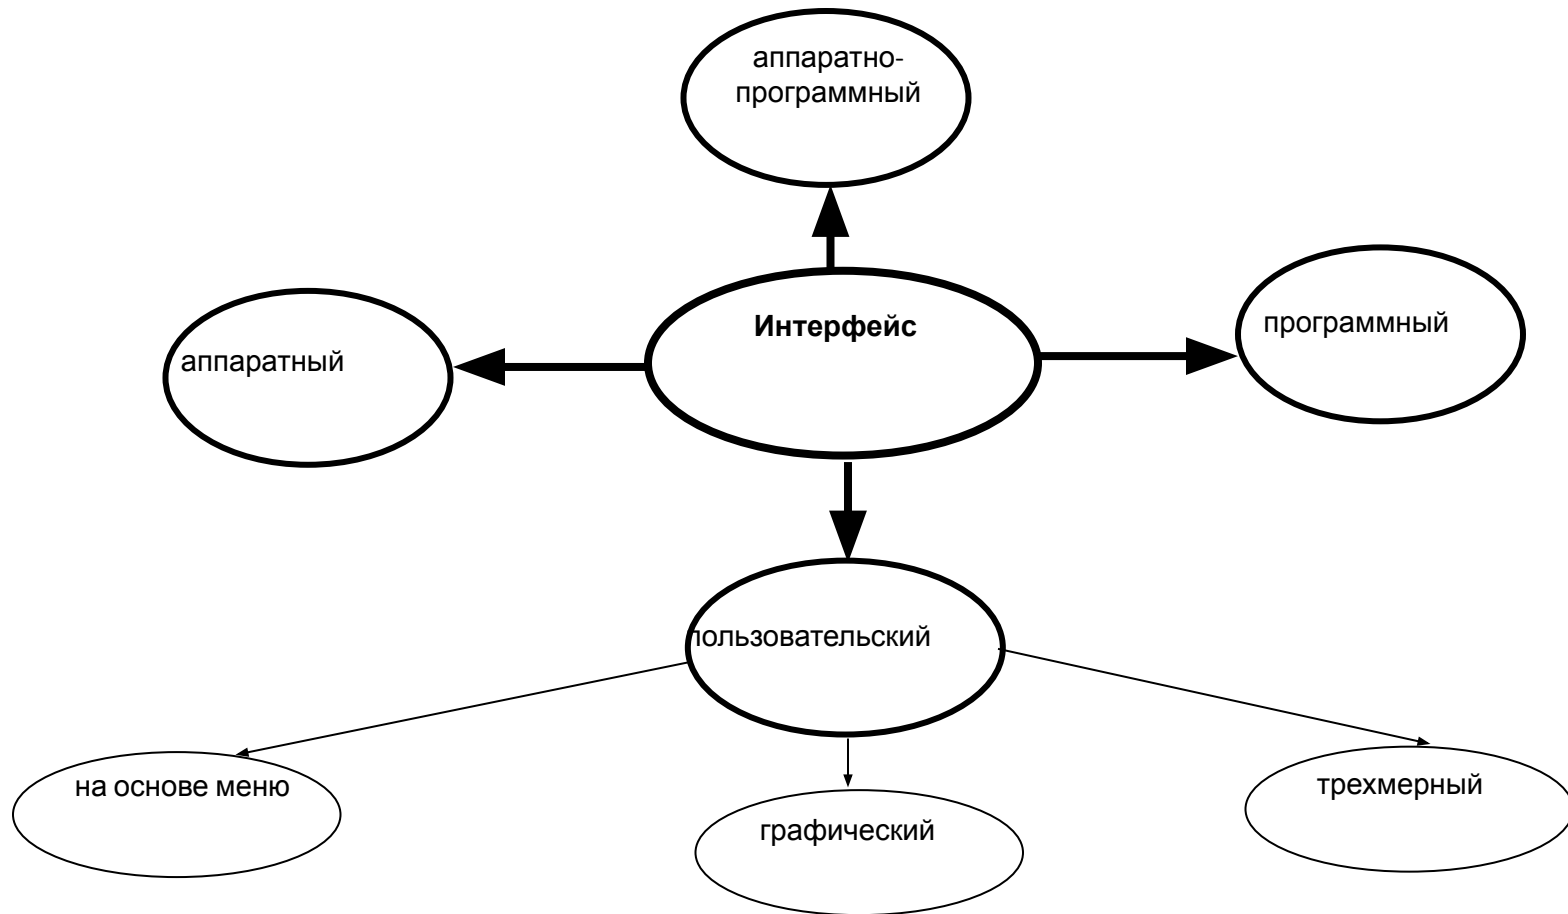 аппаратно-
программный
Интерфейс
программный
аппаратный
пользовательский
на основе меню
графический
трехмерный